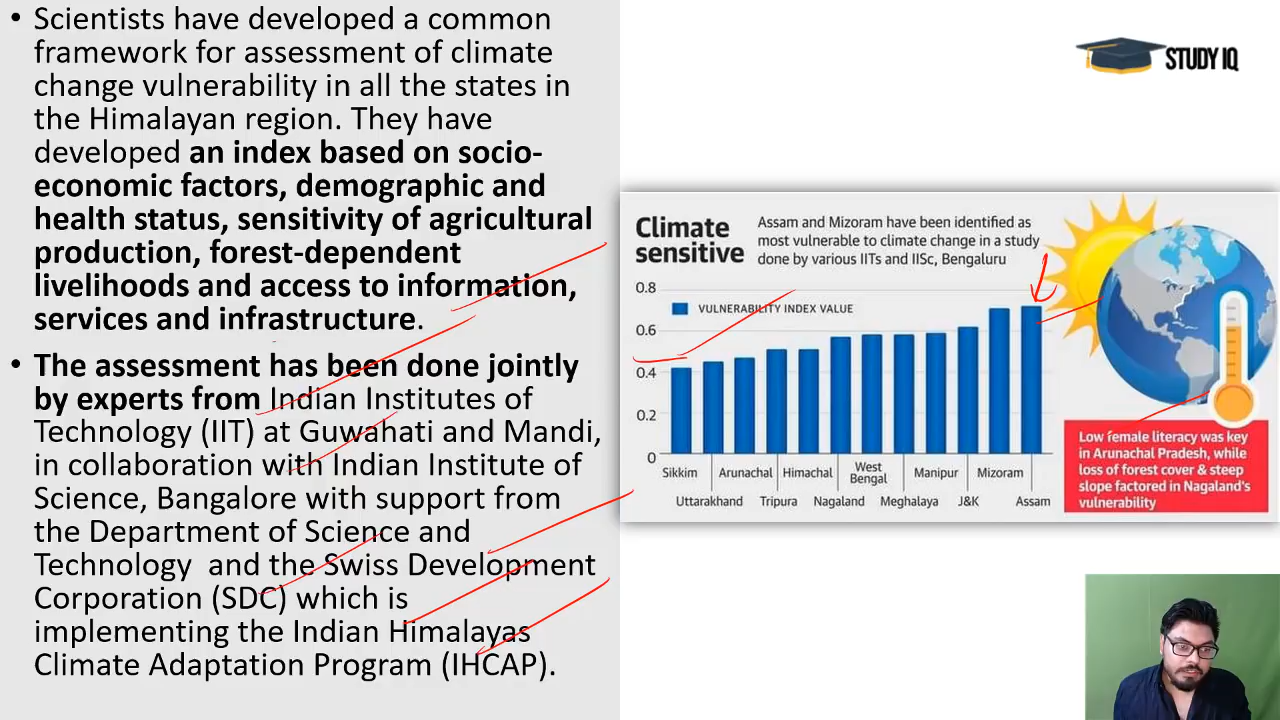 • Scientists have developed a common
framework for assessment of climate
change vulnerability in all the states in
the Himalayan region. They have
developed an index based on socio-
economic factors, demographic and
health status, sensitivity of agricultural
production, forest-dependent
livelihoods and access to information,
services and infrastructure.
• The assessment has been done jointly
by experts from Indian Institutes of
Technology (IIT) at Guwahati and Mandi,
in collaboration with Indian Institute of
Science, Bangalore with support from
the Department of Science and
Technology and the Swiss Development
Corporation (SDC) which is
implementing the Indian Himalayas
Climate Adaptation Program (IHCAP).
STUDY IQ
Climate
sensitive
Assam and Mizoram have been identified as
most vulnerable to climate change in a study
done by various IITs and IISc, Bengaluru
0.8
VULNERABILITY INDEX VALUE
0.6
0.4
0.2
0
Sikkim
Uttarakhand
Arunachal
Tripura
Himachal
Nagaland
West
Bengal
Meghalaya
Manipur
J&K
Mizoram
Assam
Low female literacy was key
in Arunachal Pradesh, while
loss of forest cover & steep
slope factored in Nagaland's
vulnerability